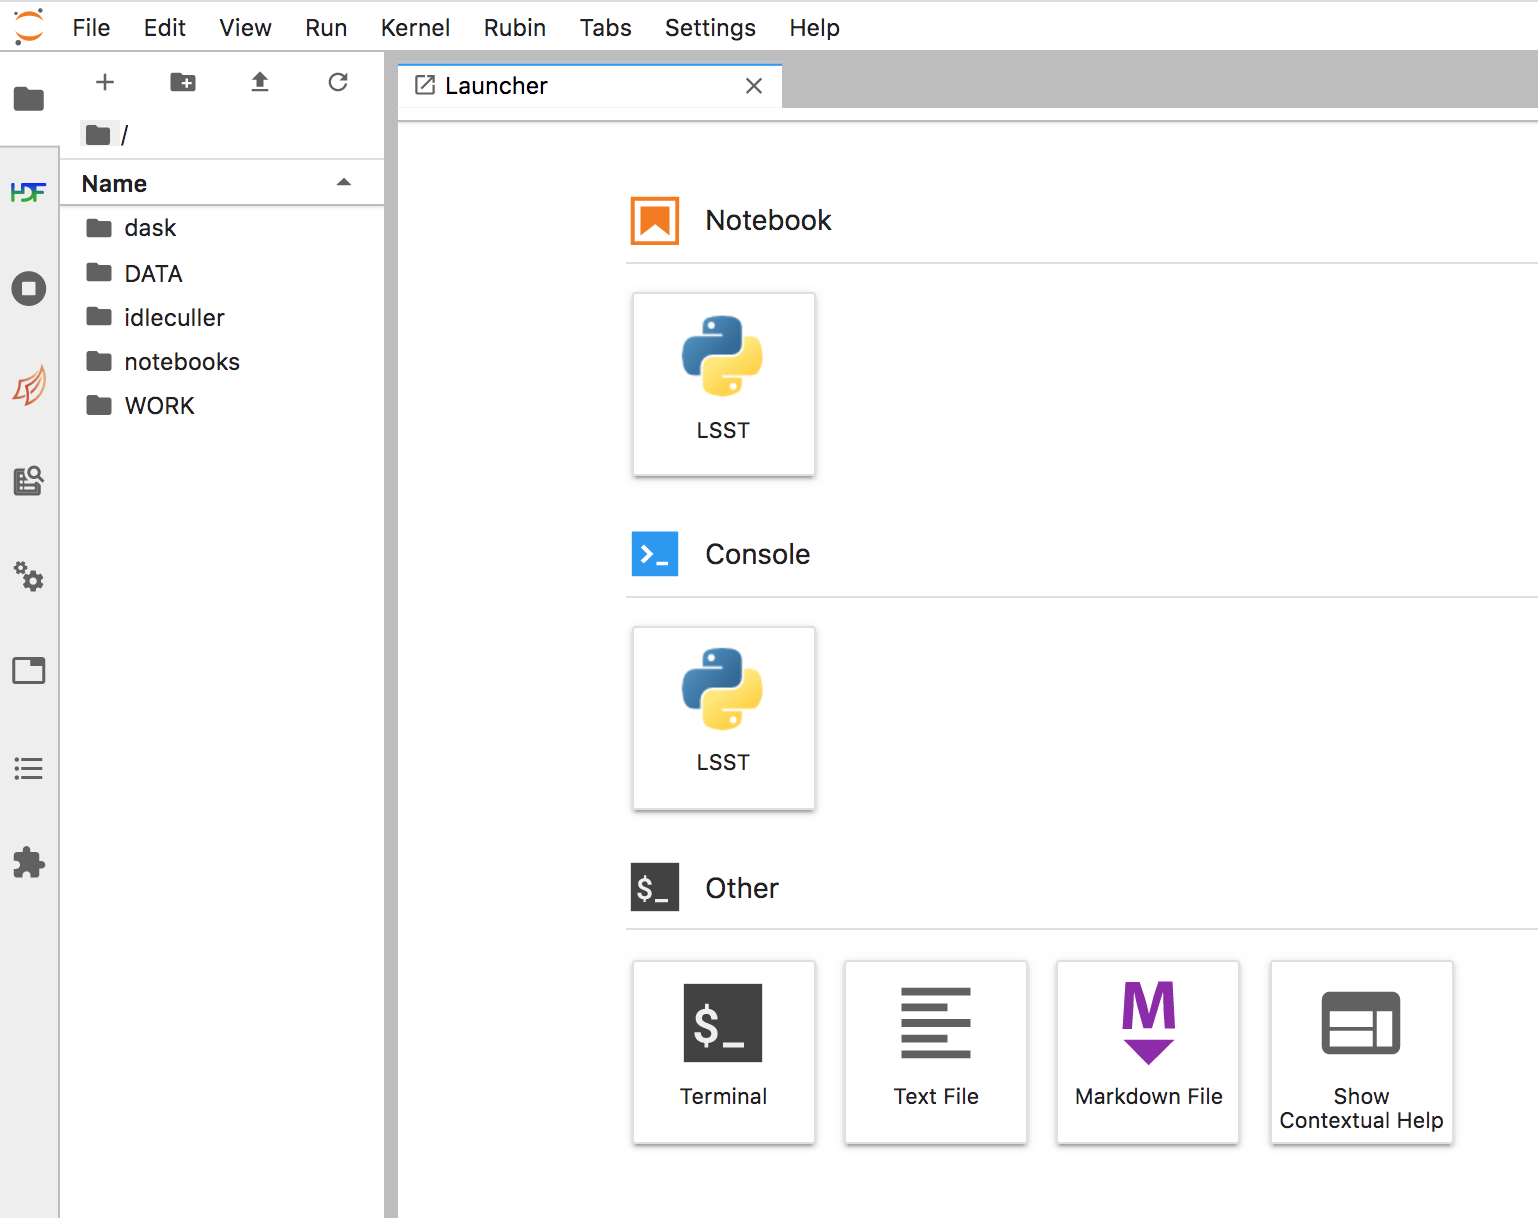 File Edit View Run Kernel Rubin Tabs Settings Help
Launcher
/
Name
HDF
dask
DATA
idleculler
notebooks
WORK
Notebook
LSST
Console
LSST
$_ Other
$_
Terminal
Text File
M
Markdown File
Show
Contextual Help